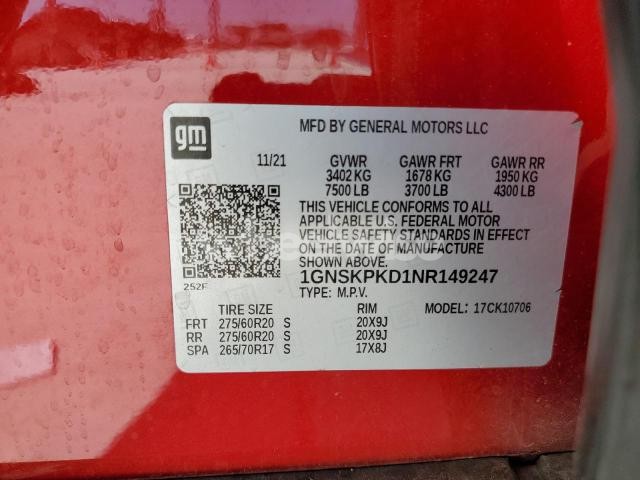 gm
MFD BY GENERAL MOTORS LLC
11/21 GVWR GAWR FRT GAWR RR
3402 KG 1678 KG 1950 KG
7500 LB 3700 LB 4300 LB
THIS VEHICLE CONFORMS TO ALL
APPLICABLE U.S. FEDERAL MOTOR
VEHICLE SAFETY STANDARDS IN EFFECT
ON THE DATE OF MANUFACTURE
SHOWN ABOVE.
1GNSKPKD1NR149247
252F
TYPE: M.P.V.
TIRE SIZE RIM MODEL: 17CK10706
FRT 275/60R20 S 20X9J
RR 275/60R20 S 20X9J
SPA 265/70R17 S 17X8J